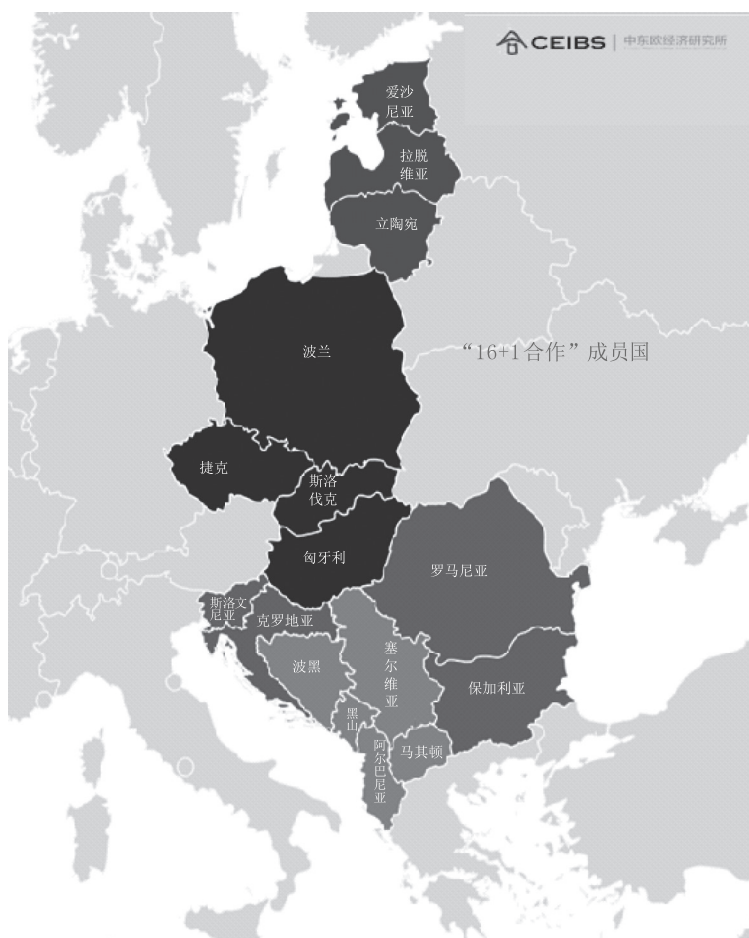 CEIBS | 中东欧经济研究所
爱沙
尼亚
拉脱
维亚
立陶宛
波兰
“16+1合作”成员国
捷克
斯洛
伐克
匈牙利
罗马尼亚
斯洛文
尼亚
克罗地亚
波黑
塞尔维亚
保加利亚
黑山
阿尔巴尼亚
马其顿